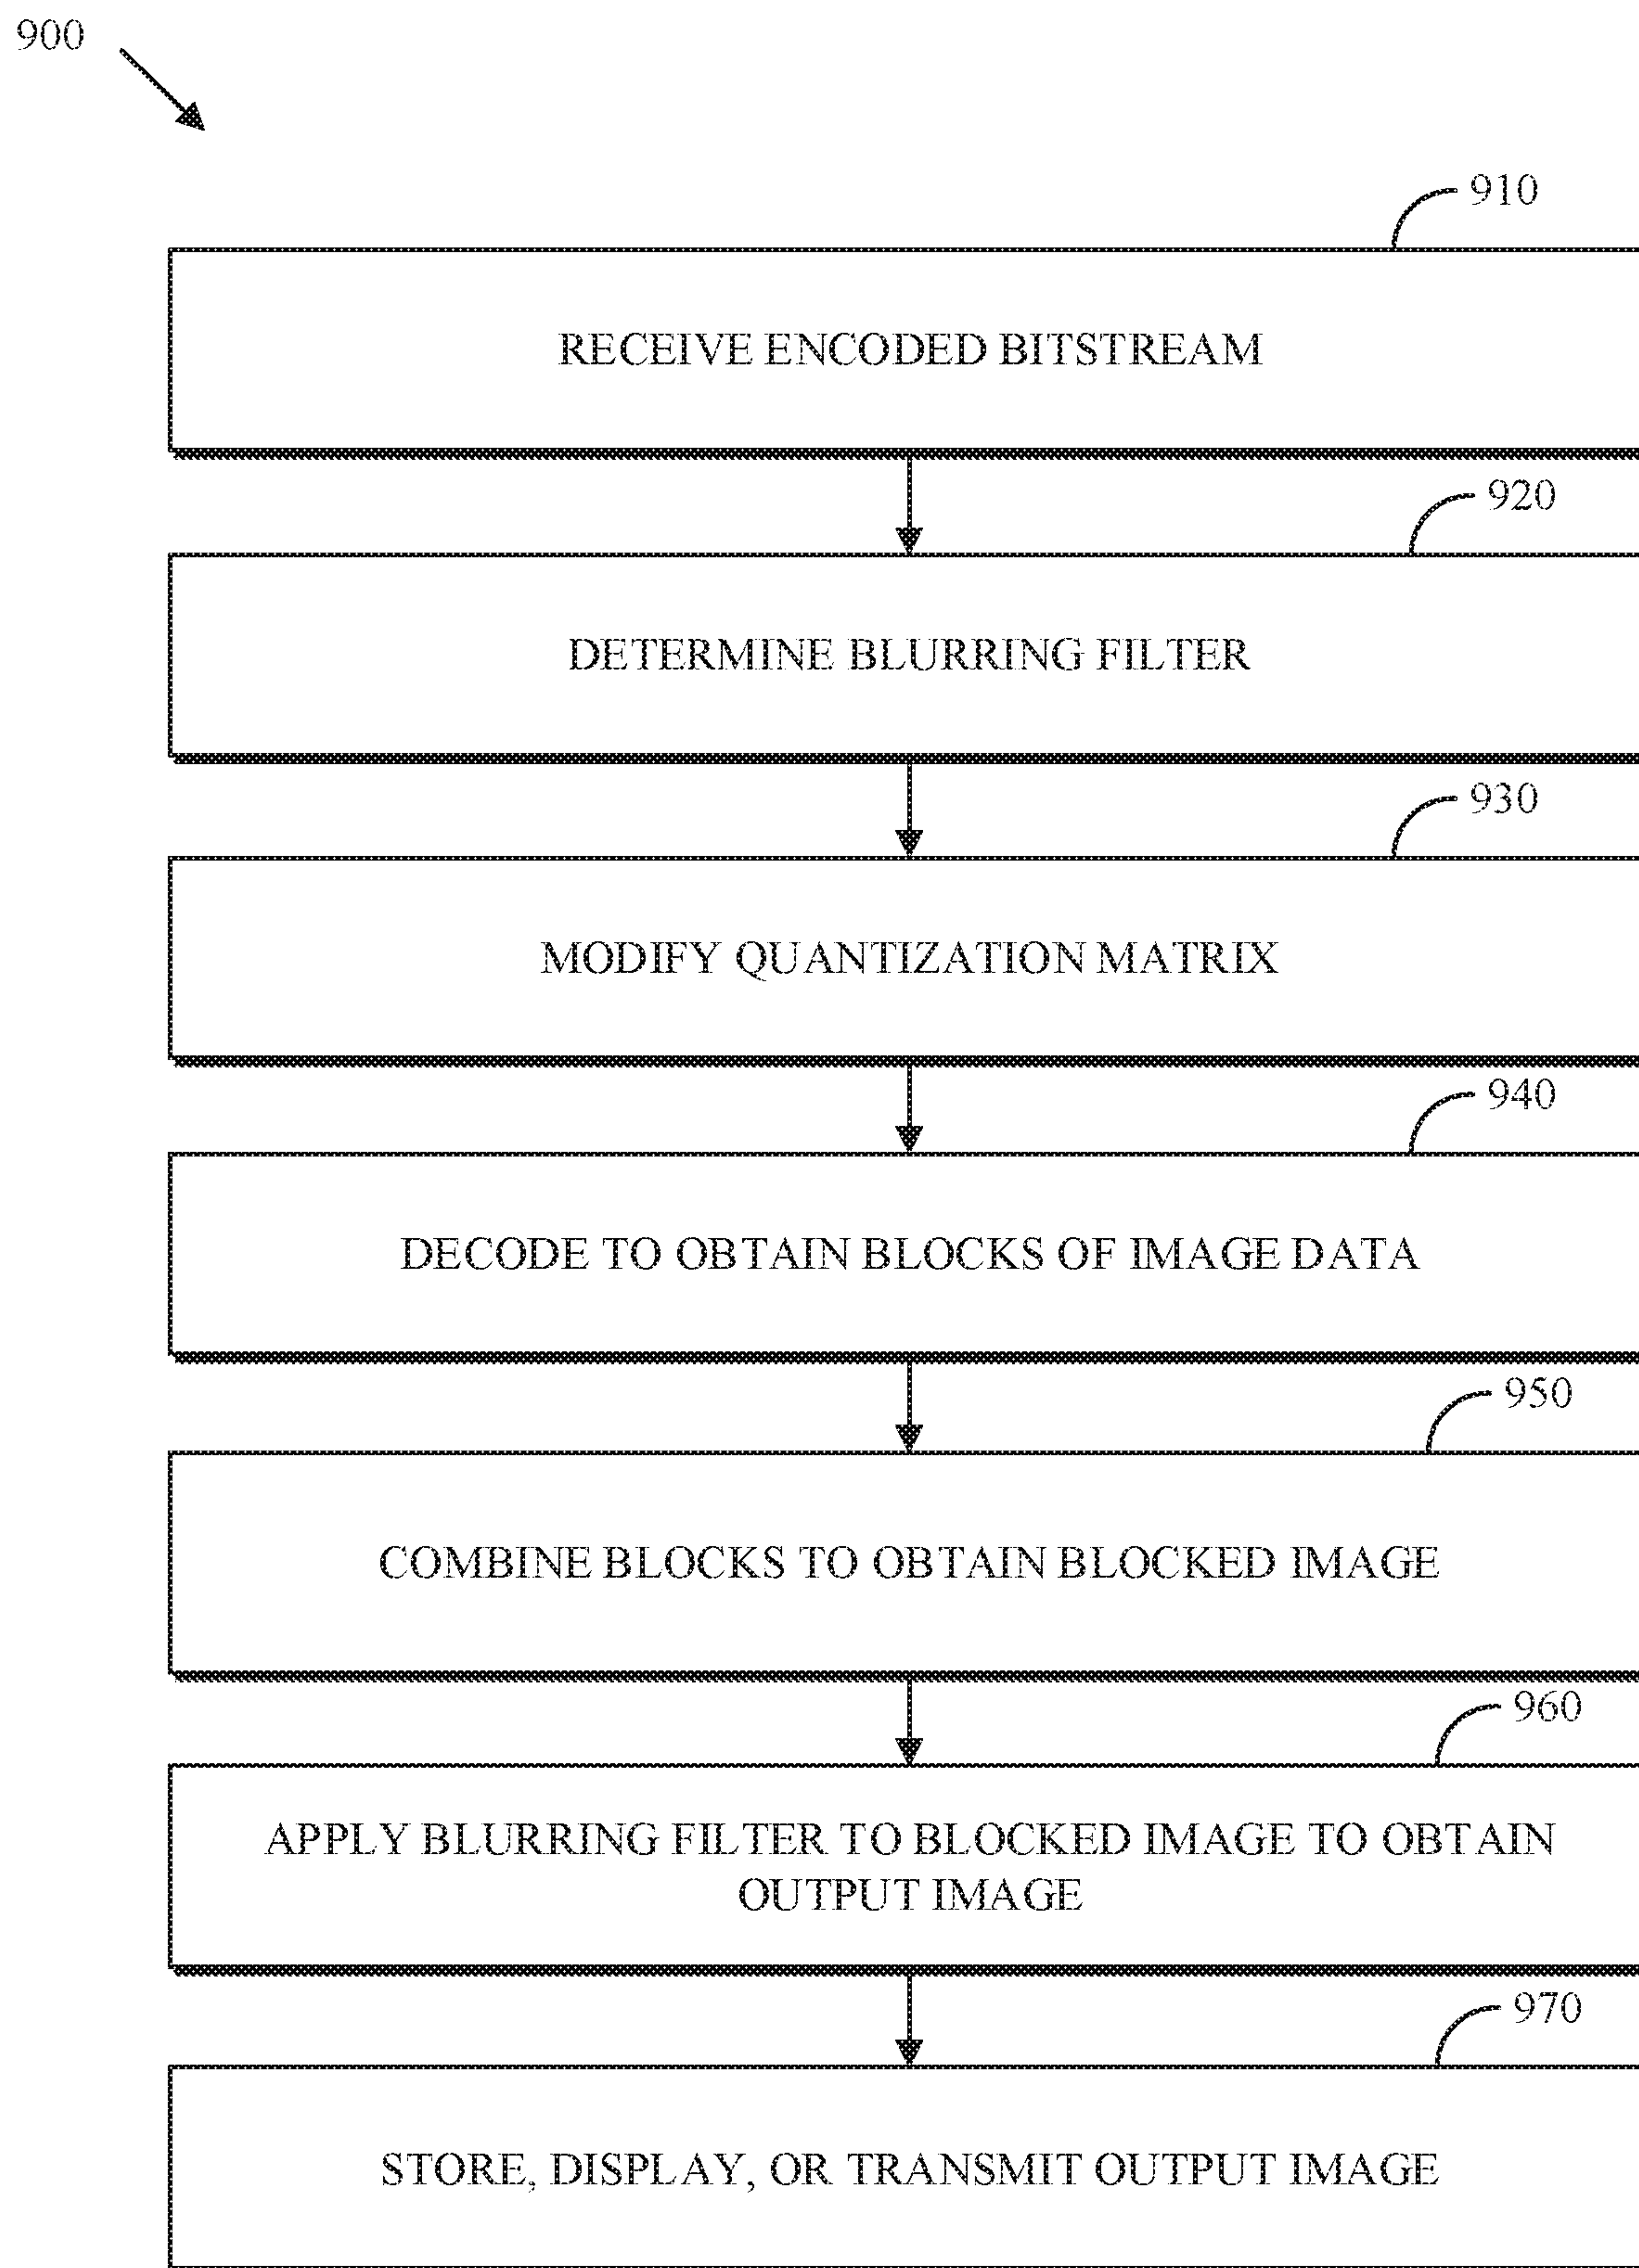 900
910
RECEIVE ENCODED BITSTREAM
920
DETERMINE BLURRING FILTER
930
MODIFY QUANTIZATION MATRIX
940
DECODE TO OBTAIN BLOCKS OF IMAGE DATA
950
COMBINE BLOCKS TO OBTAIN BLOCKED IMAGE
960
APPLY BLURRING FILTER TO BLOCKED IMAGE TO OBTAIN
OUTPUT IMAGE
970
STORE, DISPLAY, OR TRANSMIT OUTPUT IMAGE